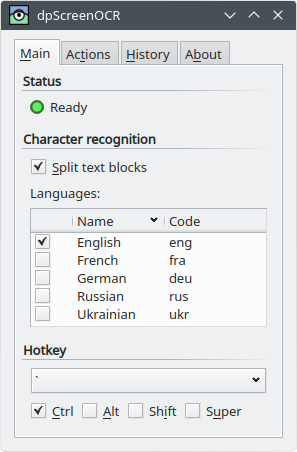 dpScreenOCR
Main Actions History About
Status
Ready
Character recognition
Split text blocks
Languages:
Name Code
English eng
French fra
German deu
Russian rus
Ukrainian ukr
Hotkey
`
Ctrl Alt Shift Super